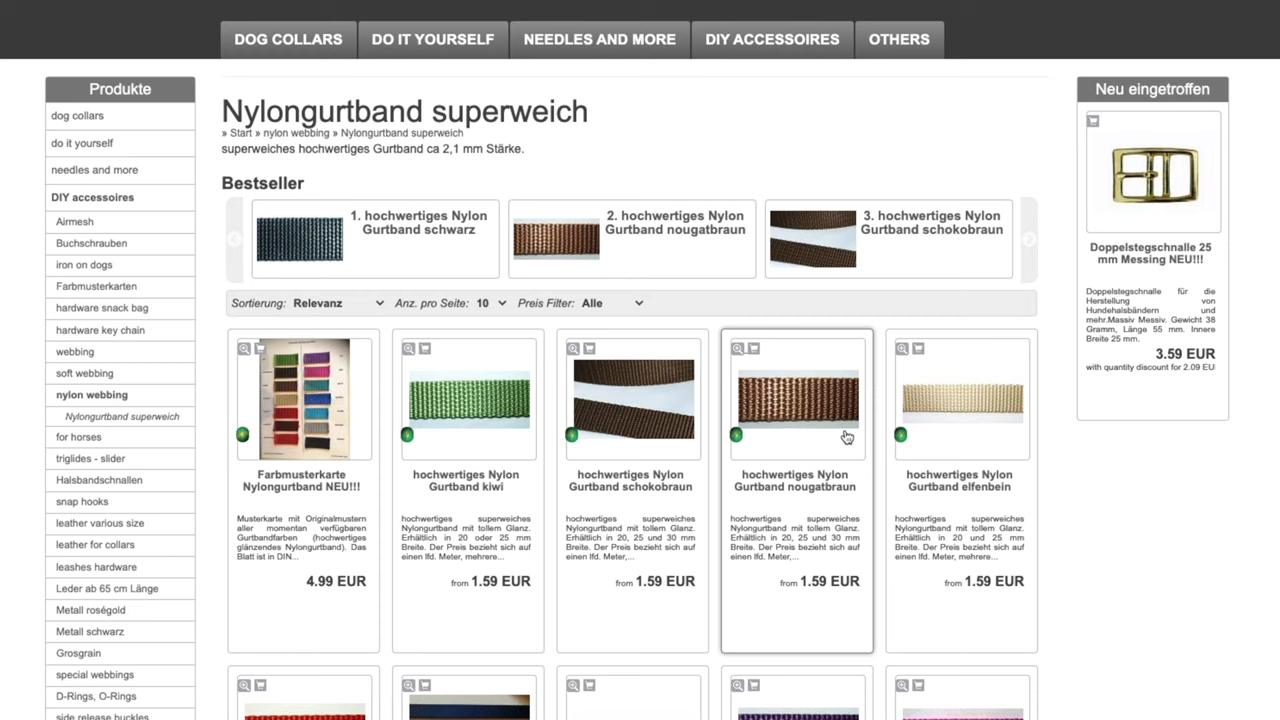 DOG COLLARS DO IT YOURSELF NEEDLES AND MORE DIY ACCESSOIRES OTHERS
Produkte
dog collars
do it yourself
needles and more
DIY accessoires
Airmesh
Buchschrauben
iron on dogs
Farbmusterkarten
hardware snack bag
hardware key chain
webbing
soft webbing
nylon webbing
Nylongurtband superweich
for horses
triglides - slider
Halsbandschnallen
snap hooks
leather various size
leather for collars
leashes hardware
Leder ab 65 cm Länge
Metall roségold
Metall schwarz
Grosgrain
special webbings
D-Rings, O-Rings
side release buckles
Nylongurtband superweich
» Start » nylon webbing » Nylongurtband superweich
superweiches hochwertiges Gurtband ca 2,1 mm Stärke.
Bestseller
1. hochwertiges Nylon
Gurtband schwarz
2. hochwertiges Nylon
Gurtband nougatbraun
3. hochwertiges Nylon
Gurtband schokobraun
Sortierung: Relevanz Anz. pro Seite: 10 Preis Filter: Alle
Farbmusterkarte
Nylongurtband NEU!!!
Musterkarte mit Originalmustern
aller momentan verfügbaren
Gurtbandfarben (hochwertiges
glänzendes Nylongurtband). Das
Blatt ist in DIN...
4.99 EUR
hochwertiges Nylon
Gurtband kiwi
hochwertiges superweiches
Nylongurtband mit tollem Glanz.
Erhältlich in 20 oder 25 mm
Breite. Der Preis bezieht sich auf
einen lfd. Meter, mehrere...
from 1.59 EUR
hochwertiges Nylon
Gurtband schokobraun
hochwertiges superweiches
Nylongurtband mit tollem Glanz.
Erhältlich in 20, 25 und 30 mm
Breite. Der Preis bezieht sich auf
einen lfd. Meter,...
from 1.59 EUR
hochwertiges Nylon
Gurtband nougatbraun
hochwertiges superweiches
Nylongurtband mit tollem Glanz.
Erhältlich in 20, 25 und 30 mm
Breite. Der Preis bezieht sich auf
einen lfd. Meter,...
from 1.59 EUR
hochwertiges Nylon
Gurtband elfenbein
hochwertiges superweiches
Nylongurtband mit tollem Glanz.
Erhältlich in 20 und 25 mm
Breite. Der Preis bezieht sich auf
einen lfd. Meter, mehrere...
from 1.59 EUR
Neu eingetroffen
Doppelstegschnalle 25
mm Messing NEU!!!
Doppelstegschnalle für die
Herstellung von
Hundehalsbändern und
mehr.Massiv Messiv. Gewicht 38
Gramm, Länge 55 mm. Innere
Breite 25 mm.
3.59 EUR
with quantity discount for 2.09 EU